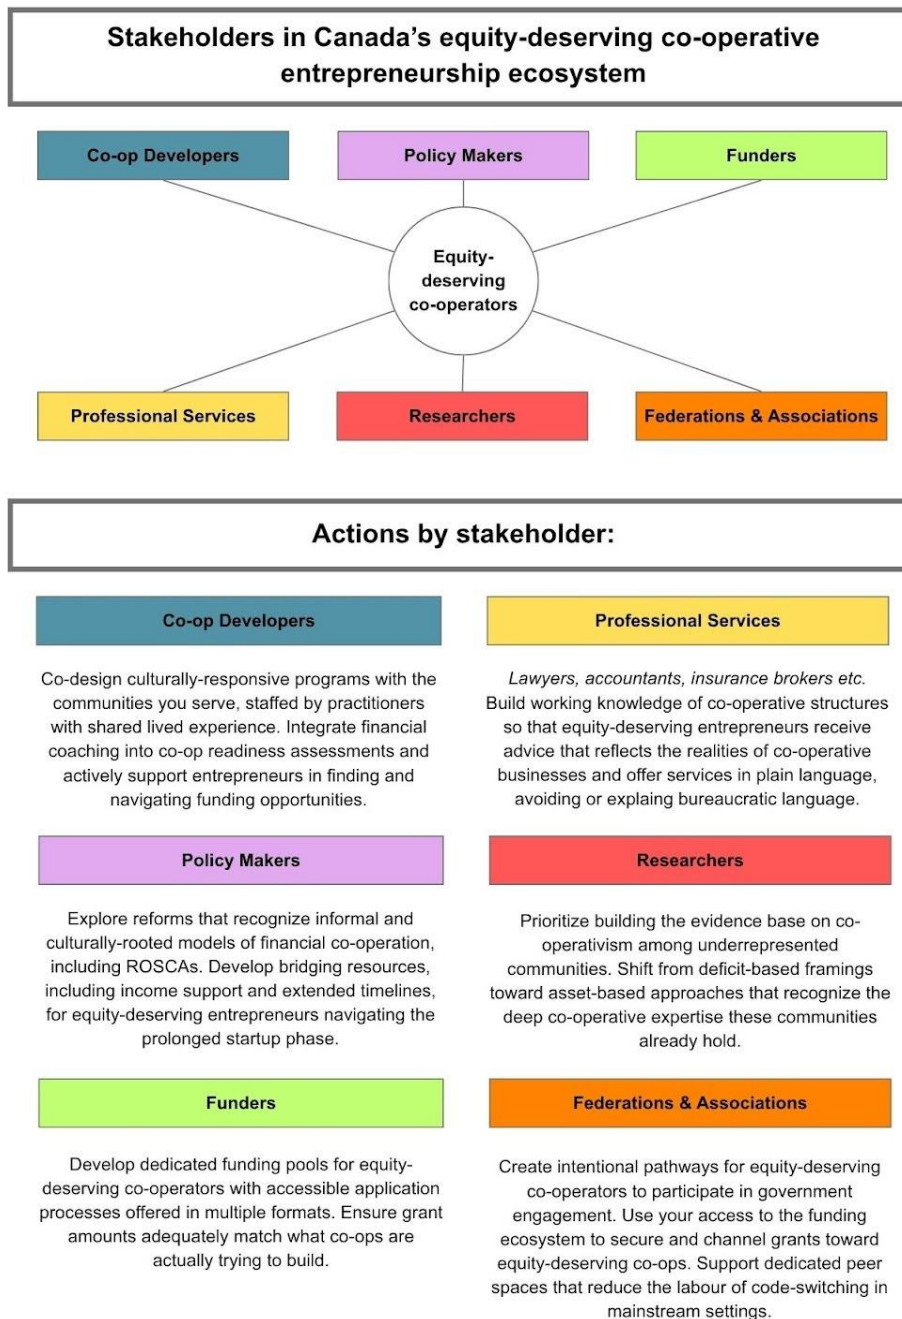 Stakeholders in Canada's equity-deserving co-operative
entrepreneurship ecosystem
Co-op Developers
Policy Makers
Funders
Equity-
deserving
co-operators
Professional Services
Researchers
Federations & Associations
Actions by stakeholder:
Co-op Developers
Co-design culturally-responsive programs with the
communities you serve, staffed by practitioners
with shared lived experience. Integrate financial
coaching into co-op readiness assessments and
actively support entrepreneurs in finding and
navigating funding opportunities.
Professional Services
Lawyers, accountants, insurance brokers etc.
Build working knowledge of co-operative structures
so that equity-deserving entrepreneurs receive
advice that reflects the realities of co-operative
businesses and offer services in plain language,
avoiding or explaing bureaucratic language.
Policy Makers
Explore reforms that recognize informal and
culturally-rooted models of financial co-operation,
including ROSCAs. Develop bridging resources,
including income support and extended timelines,
for equity-deserving entrepreneurs navigating the
prolonged startup phase.
Researchers
Prioritize building the evidence base on co-
operativism among underrepresented
communities. Shift from deficit-based framings
toward asset-based approaches that recognize the
deep co-operative expertise these communities
already hold.
Funders
Develop dedicated funding pools for equity-
deserving co-operators with accessible application
processes offered in multiple formats. Ensure grant
amounts adequately match what co-ops are
actually trying to build.
Federations & Associations
Create intentional pathways for equity-deserving
co-operators to participate in government
engagement. Use your access to the funding
ecosystem to secure and channel grants toward
equity-deserving co-ops. Support dedicated peer
spaces that reduce the labour of code-switching in
mainstream settings.